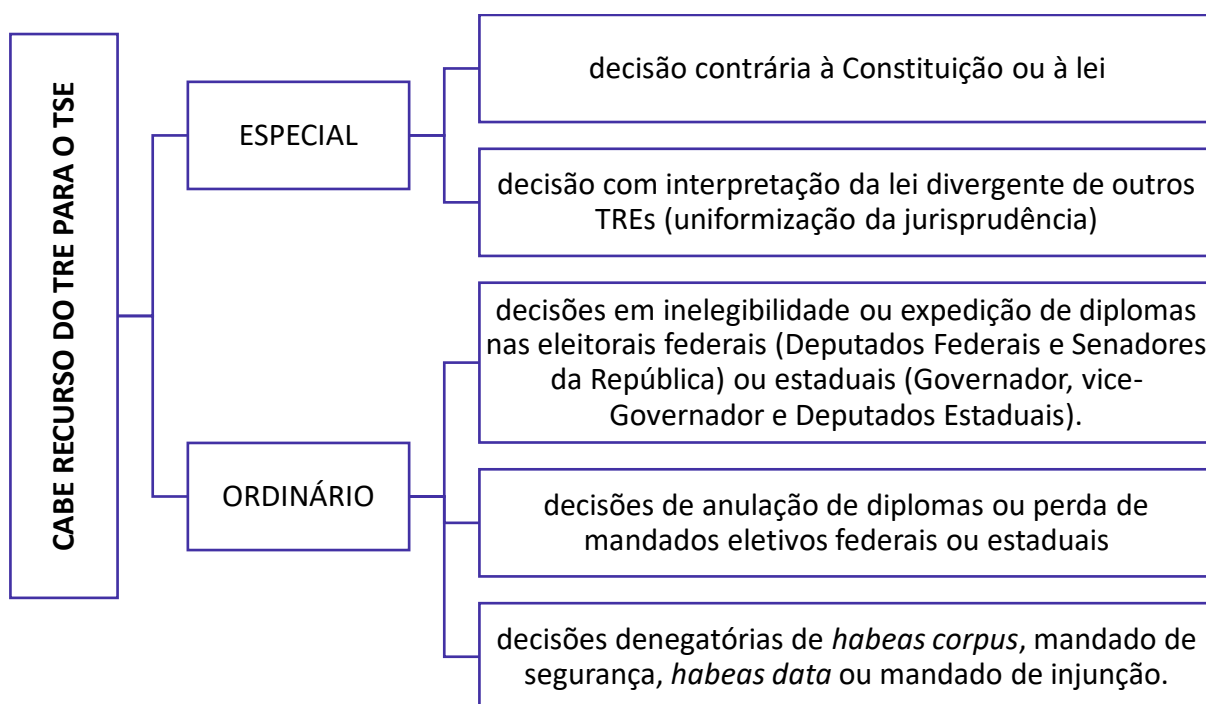 CABE RECURSO DO TRE PARA O TSE
ESPECIAL
decisão contrária à Constituição ou à lei
decisão com interpretação da lei divergente de outros
TREs (uniformização da jurisprudência)
ORDINÁRIO
decisões em inelegibilidade ou expedição de diplomas
nas eleitorais federais (Deputados Federais e Senadores
da República) ou estaduais (Governador, vice-
Governador e Deputados Estaduais).
decisões de anulação de diplomas ou perda de
mandados eletivos federais ou estaduais
decisões denegatórias de habeas corpus, mandado de
segurança, habeas data ou mandado de injunção.